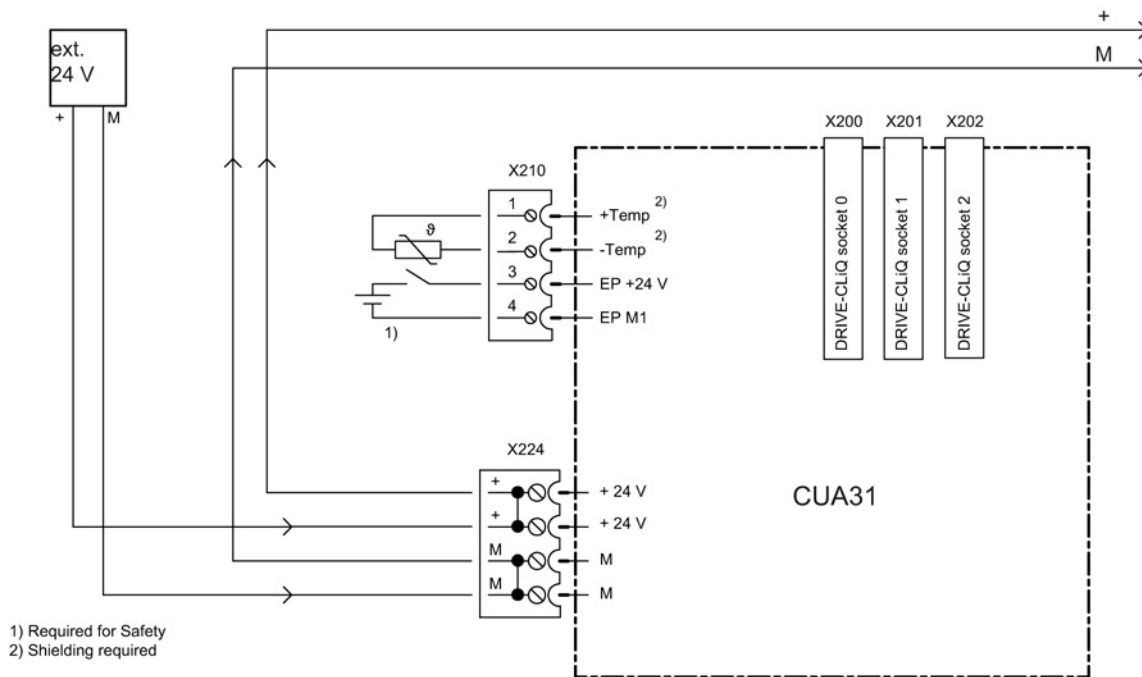 +
M
ext.
24 V
+ M
X200 X201 X202
DRIVE-CLiQ socket 0
DRIVE-CLiQ socket 1
DRIVE-CLiQ socket 2
X210
1 +Temp 2)
2 -Temp 2)
ϑ
3 EP +24 V
4 EP M1
1)
X224
+ + 24 V
+ + 24 V
M M
M M
CUA31
1) Required for Safety
2) Shielding required